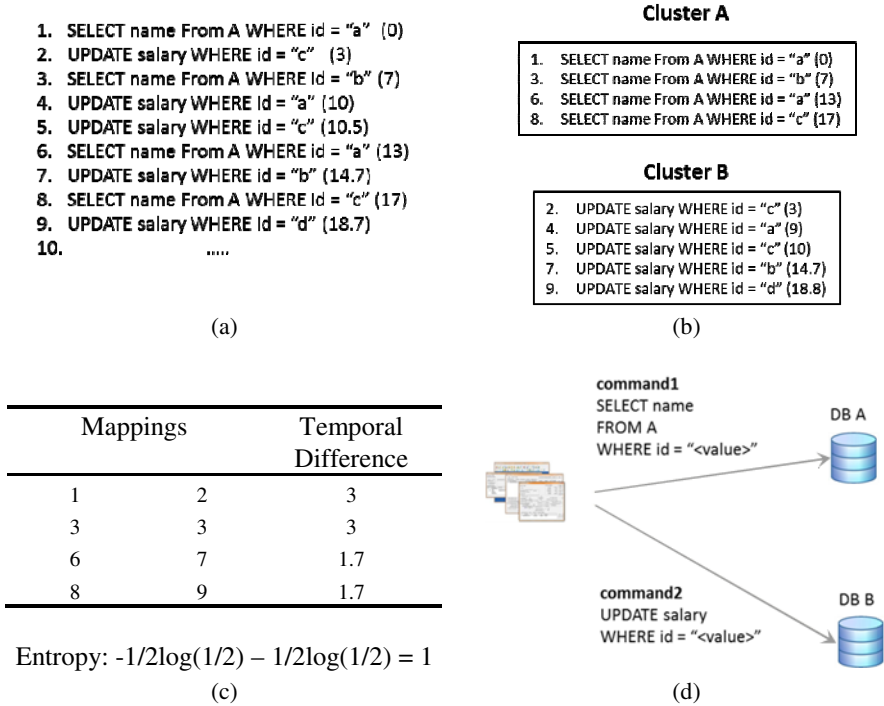 1. SELECT name From A WHERE id = “a” (0)
2. UPDATE salary WHERE id = “c” (3)
3. SELECT name From A WHERE id = “b” (7)
4. UPDATE salary WHERE id = “a” (10)
5. UPDATE salary WHERE id = “c” (10.5)
6. SELECT name From A WHERE id = “a” (13)
7. UPDATE salary WHERE id = “b” (14.7)
8. SELECT name From A WHERE id = “c” (17)
9. UPDATE salary WHERE id = “d” (18.7)
10. .....
(a)
Cluster A
1. SELECT name From A WHERE id = “a” (0)
3. SELECT name From A WHERE id = “b” (7)
6. SELECT name From A WHERE id = “a” (13)
8. SELECT name From A WHERE id = “c” (17)
Cluster B
2. UPDATE salary WHERE id = “c” (3)
4. UPDATE salary WHERE id = “a” (9)
5. UPDATE salary WHERE id = “c” (10)
7. UPDATE salary WHERE id = “b” (14.7)
9. UPDATE salary WHERE id = “d” (18.8)
(b)
Mappings Temporal
Difference
1 2 3
3 3 3
6 7 1.7
8 9 1.7
Entropy: -1/2log(1/2) – 1/2log(1/2) = 1
(c)
command1
SELECT name
FROM A
WHERE id = “<value>”
DB A
command2
UPDATE salary
WHERE id = “<value>”
DB B
(d)